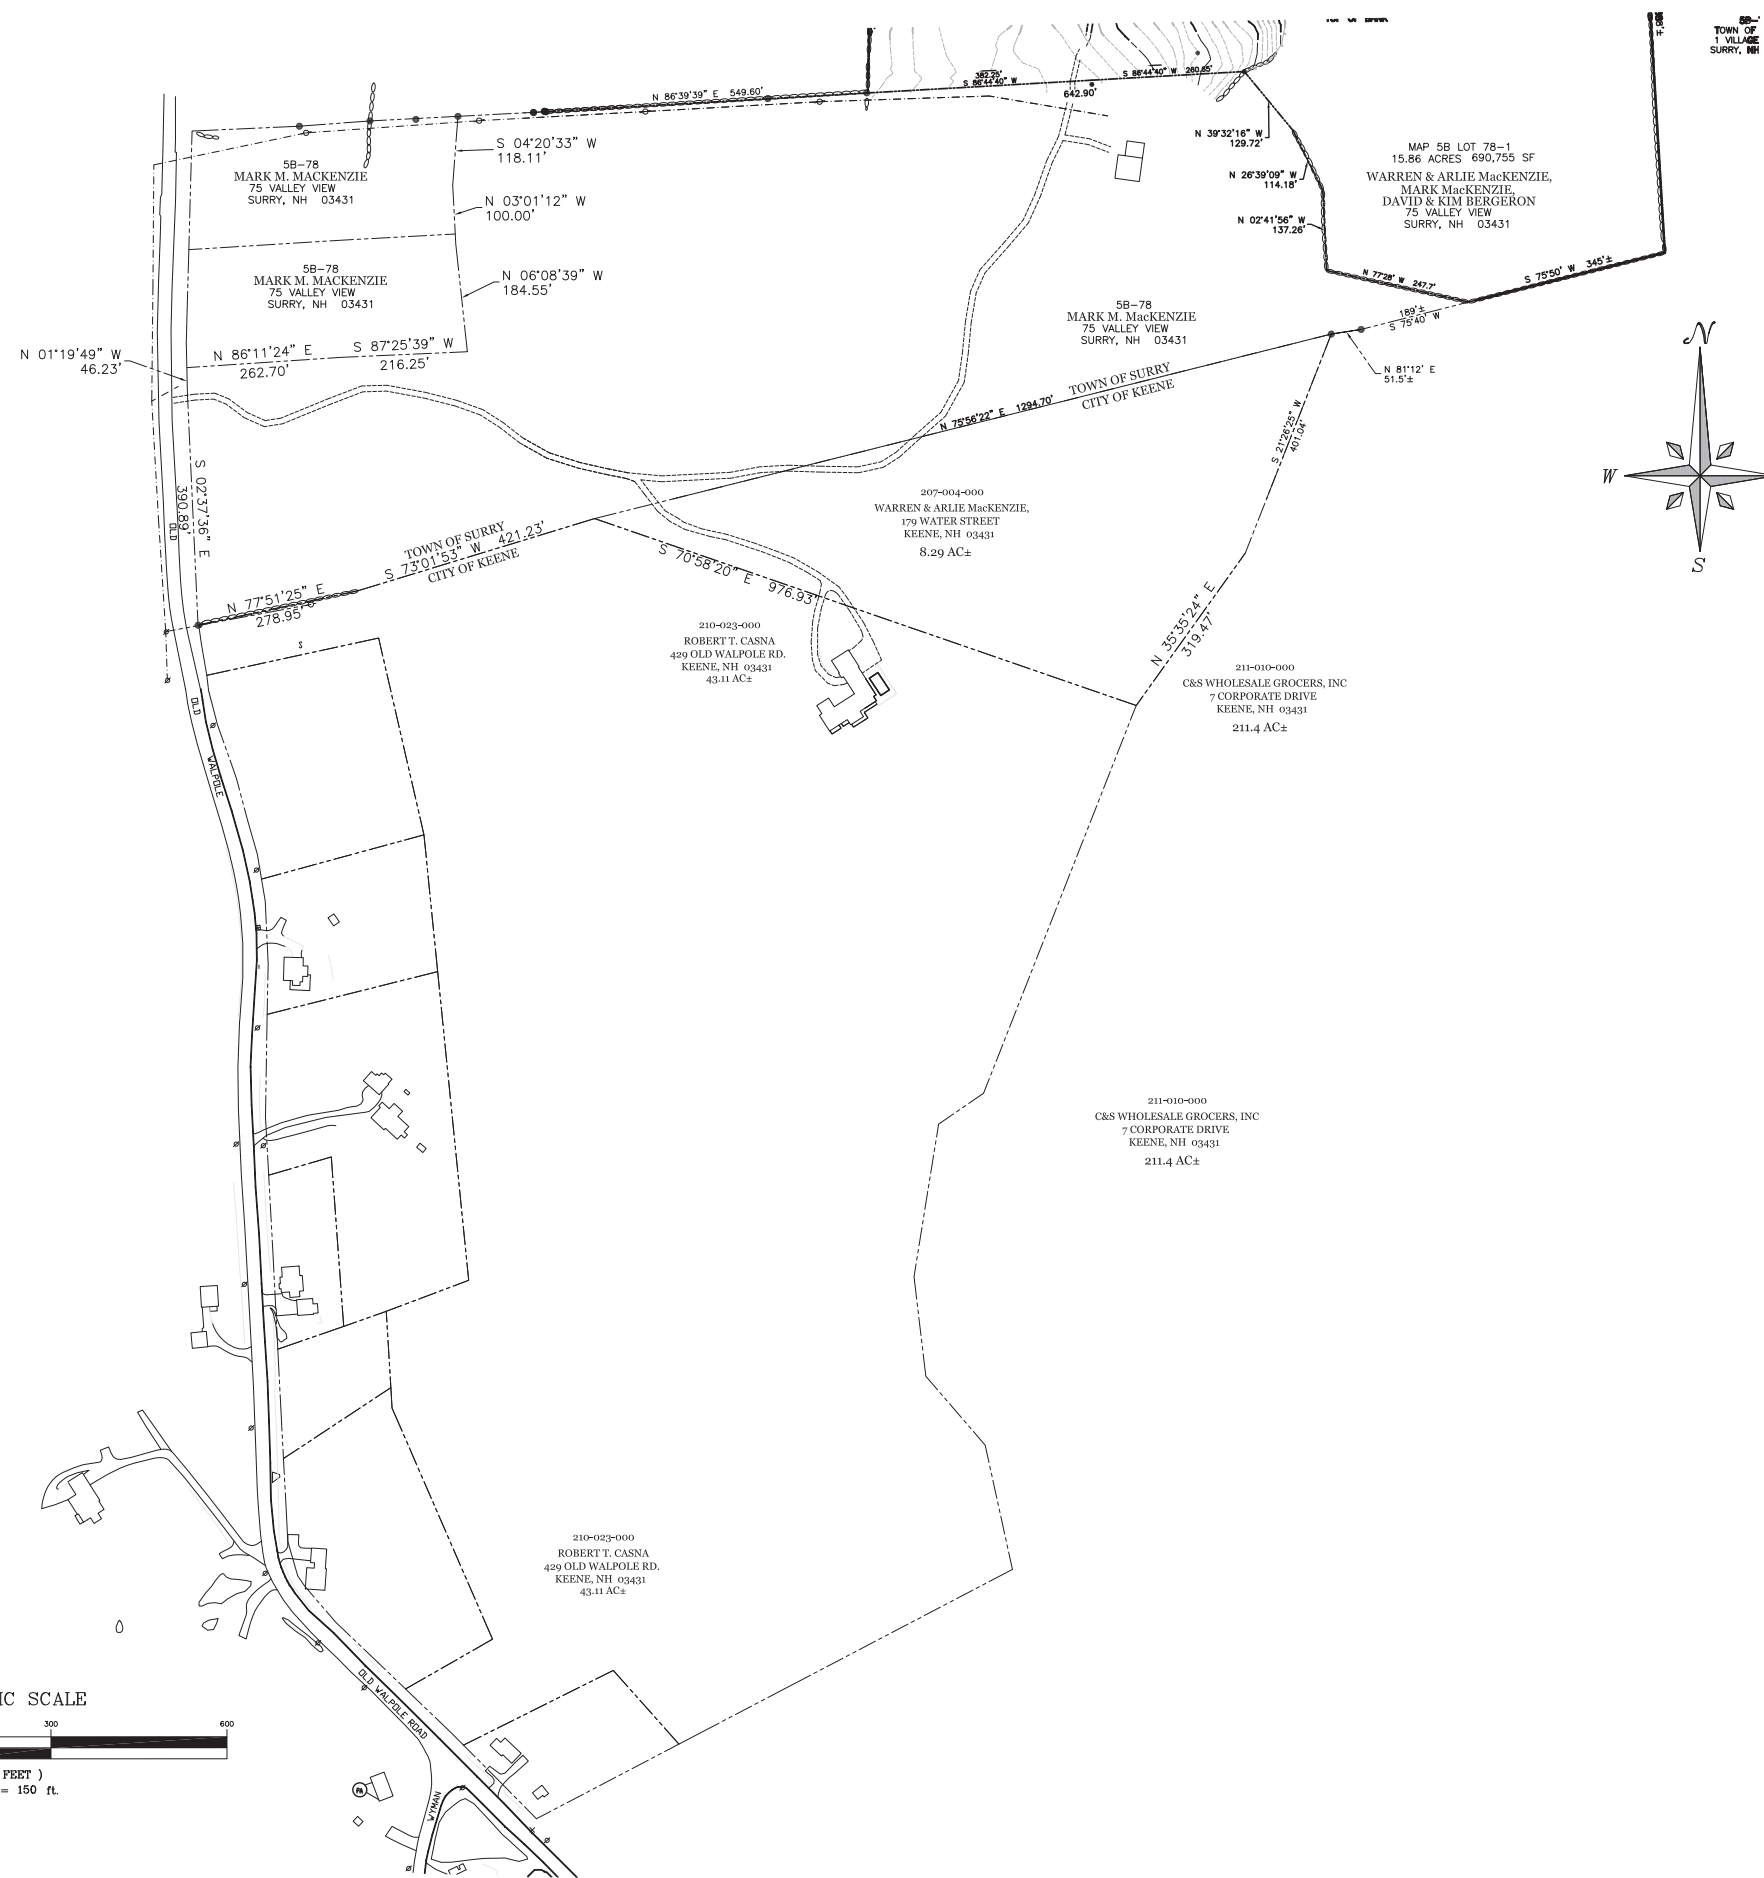 TOWN OF
1 VILLAGE
SURRY, NH
382.25'
S 86°44'40" W
S 86°44'40" W 260.65'
642.90'
N 86°39'39" E 549.60'
S 04°20'33" W
118.11'
N 03°01'12" W
100.00'
N 06°08'39" W
184.55'
N 39°32'16" W
129.72'
N 26°39'09" W
114.18'
N 02°41'56" W
137.26'
MAP 5B LOT 78-1
15.86 ACRES 690,755 SF
WARREN & ARLIE MacKENZIE,
MARK MacKENZIE,
DAVID & KIM BERGERON
75 VALLEY VIEW
SURRY, NH 03431
5B-78
MARK M. MACKENZIE
75 VALLEY VIEW
SURRY, NH 03431
5B-78
MARK M. MACKENZIE
75 VALLEY VIEW
SURRY, NH 03431
N 77°28' W 247.7'
S 75°50' W 345'±
189'±
S 75°40' W
N 81°12' E
51.5'±
5B-78
MARK M. MacKENZIE
75 VALLEY VIEW
SURRY, NH 03431
N 01°19'49" W
46.23'
N 86°11'24" E
262.70'
S 87°25'39" W
216.25'
TOWN OF SURRY
CITY OF KEENE
N 75°56'22" E 1294.70'
S 21°26'25" W
401.04'
N
W
S
S 02°37'36" E
390.89'
OLD
207-004-000
WARREN & ARLIE MacKENZIE,
179 WATER STREET
KEENE, NH 03431
8.29 AC±
TOWN OF SURRY
S 73°01'53" W 421.23'
CITY OF KEENE
S 70°58'20" E 976.93'
N 77°51'25" E
278.95'
S
N 35°35'24" E
319.47'
210-023-000
ROBERT T. CASNA
429 OLD WALPOLE RD.
KEENE, NH 03431
43.11 AC±
211-010-000
C&S WHOLESALE GROCERS, INC
7 CORPORATE DRIVE
KEENE, NH 03431
211.4 AC±
OLD
WALPOLE
211-010-000
C&S WHOLESALE GROCERS, INC
7 CORPORATE DRIVE
KEENE, NH 03431
211.4 AC±
210-023-000
ROBERT T. CASNA
429 OLD WALPOLE RD.
KEENE, NH 03431
43.11 AC±
OLD WALPOLE ROAD
WYMAN
IC SCALE
300
600
FEET )
= 150 ft.